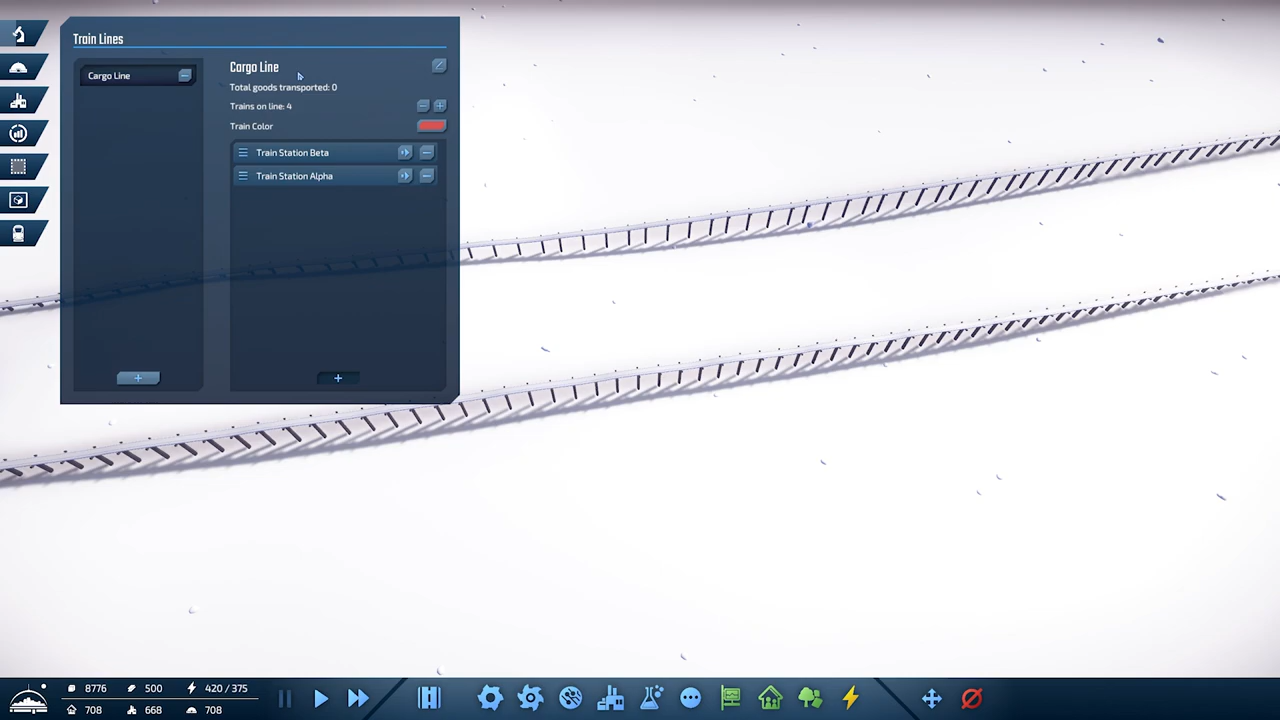 Train Lines
Cargo Line
Cargo Line
Total goods transported: 0
Trains on line: 4
Train Color
Train Station Beta
Train Station Alpha
8776 500 420 / 375
708 668 708